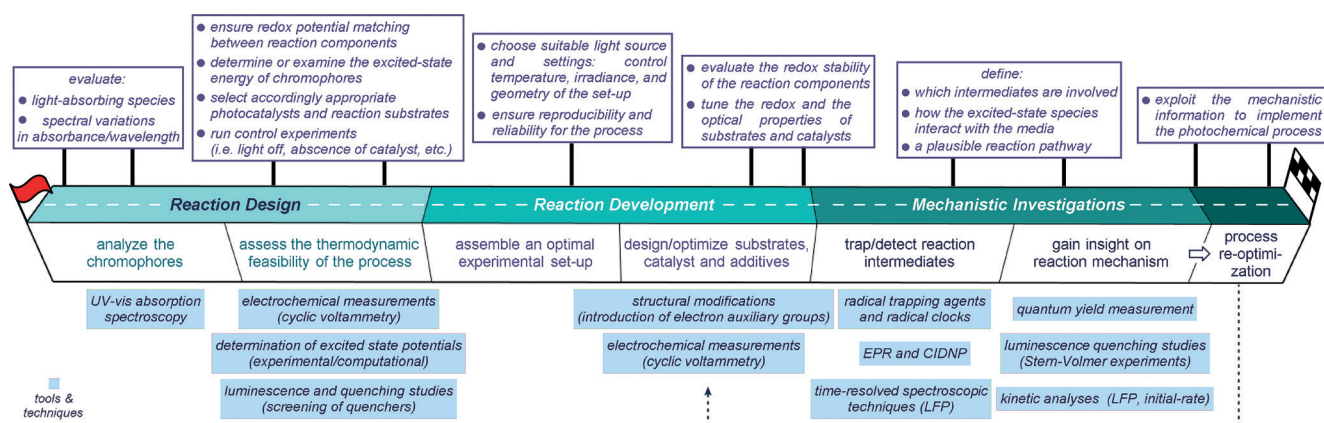 evaluate:
● light-absorbing species
● spectral variations
in absorbance/wavelength
● ensure redox potential matching
between reaction components
● determine or examine the excited-state
energy of chromophores
● select accordingly appropriate
photocatalysts and reaction substrates
● run control experiments
(i.e. light off, abscence of catalyst, etc.)
● choose suitable light source
and settings: control
temperature, irradiance, and
geometry of the set-up
● ensure reproducibility and
reliability for the process
● evaluate the redox stability
of the reaction components
● tune the redox and the
optical properties of
substrates and catalysts
define:
● which intermediates are involved
● how the excited-state species
interact with the media
● a plausible reaction pathway
● exploit the mechanistic
information to implement
the photochemical process
Reaction Design
Reaction Development
Mechanistic Investigations
analyze the
chromophores
assess the thermodynamic
feasibility of the process
assemble an optimal
experimental set-up
design/optimize substrates,
catalyst and additives
trap/detect reaction
intermediates
gain insight on
reaction mechanism
process
re-optimi-
zation
UV-vis absorption
spectroscopy
electrochemical measurements
(cyclic voltammetry)
determination of excited state potentials
(experimental/computational)
luminescence and quenching studies
(screening of quenchers)
structural modifications
(introduction of electron auxiliary groups)
electrochemical measurements
(cyclic voltammetry)
radical trapping agents
and radical clocks
EPR and CIDNP
time-resolved spectroscopic
techniques (LFP)
quantum yield measurement
luminescence quenching studies
(Stern-Volmer experiments)
kinetic analyses (LFP, initial-rate)
tools &
techniques